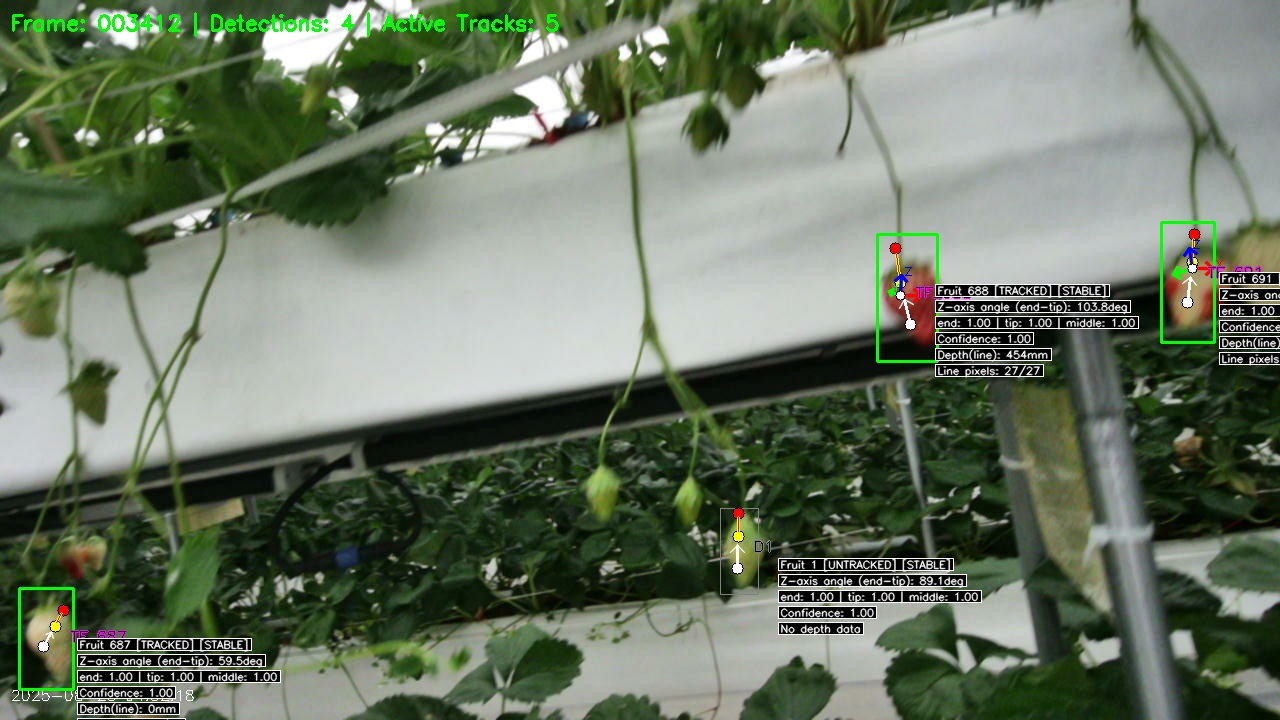 Frame: 003412 | Detections: 4 | Active Tracks: 5
Fruit 688 [TRACKED] [STABLE]
Z-axis angle (end-tip): 103.8deg
end: 1.00 | tip: 1.00 | middle: 1.00
Confidence: 1.00
Depth(line): 454mm
Line pixels: 27/27
Z
Fruit 691
Z-axis an
end: 1.00
Confidence
Depth(line)
Line pixels
D1
Fruit 1 [UNTRACKED] [STABLE]
Z-axis angle (end-tip): 89.1deg
end: 1.00 | tip: 1.00 | middle: 1.00
Confidence: 1.00
No depth data
Fruit 687 [TRACKED] [STABLE]
Z-axis angle (end-tip): 59.5deg
end: 1.00 | tip: 1.00 | middle: 1.00
Confidence: 1.00
Depth(line): 0mm